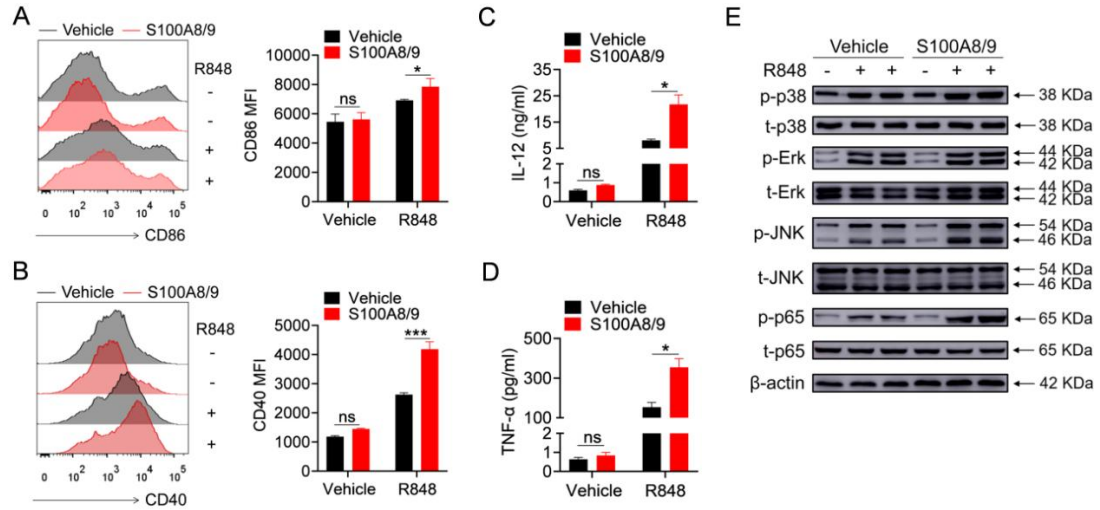 A
Vehicle S100A8/9
R848
-
-
+
+
0 10² 10³ 10⁴ 10⁵
CD86
Vehicle
S100A8/9
CD86 MFI
10000
8000
6000
4000
2000
0
ns
*
Vehicle R848
B
Vehicle S100A8/9
R848
-
-
+
+
0 10² 10³ 10⁴ 10⁵
CD40
Vehicle
S100A8/9
CD40 MFI
5000
4000
3000
2000
1000
0
ns
***
Vehicle R848
C
Vehicle
S100A8/9
IL-12 (ng/ml)
35
25
15
5
2
1
0
ns
*
Vehicle R848
D
Vehicle
S100A8/9
TNF-α (pg/ml)
500
300
100
2
1
0
ns
*
Vehicle R848
E
Vehicle S100A8/9
R848 - + + - + +
p-p38 38 KDa
t-p38 38 KDa
p-Erk 44 KDa
42 KDa
t-Erk 44 KDa
42 KDa
p-JNK 54 KDa
46 KDa
t-JNK 54 KDa
46 KDa
p-p65 65 KDa
t-p65 65 KDa
β-actin 42 KDa